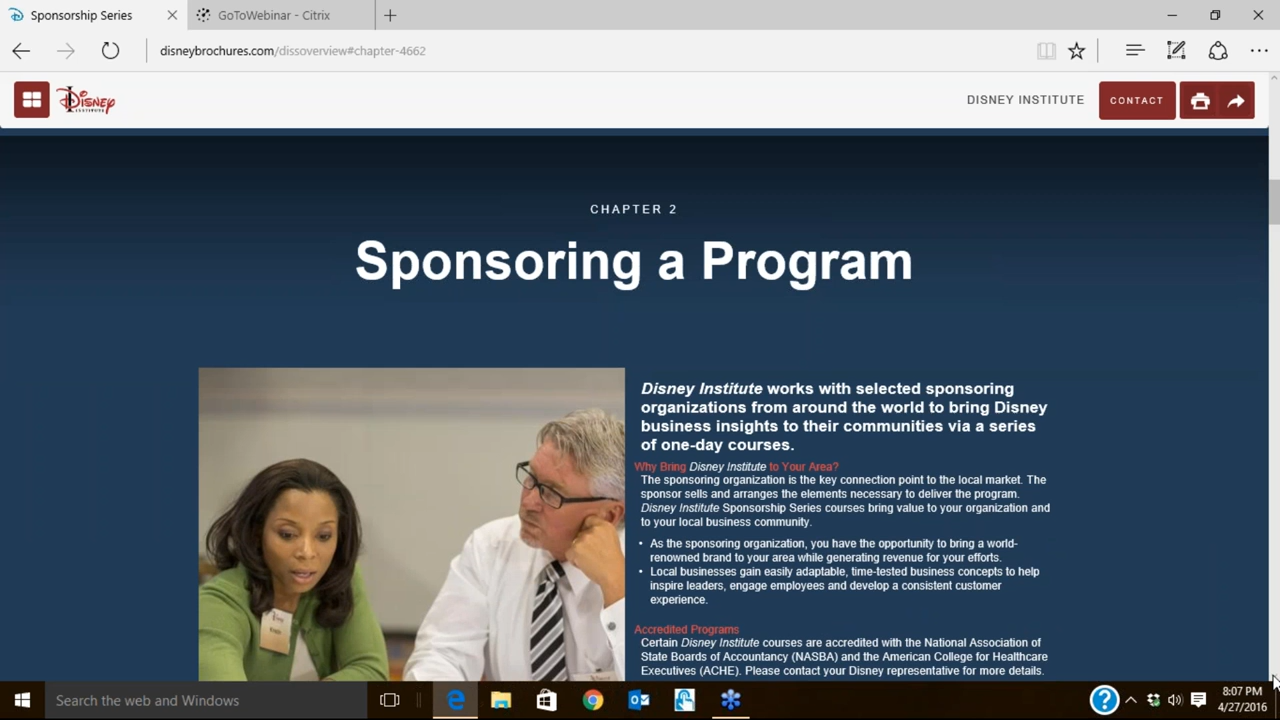 Sponsorship Series
GoToWebinar - Citrix
disneybrochures.com/dissoverview#chapter-4662
Disney
INSTITUTE
DISNEY INSTITUTE
CONTACT
CHAPTER 2
Sponsoring a Program
Disney Institute works with selected sponsoring
organizations from around the world to bring Disney
business insights to their communities via a series
of one-day courses.
Why Bring Disney Institute to Your Area?
The sponsoring organization is the key connection point to the local market. The
sponsor sells and arranges the elements necessary to deliver the program.
Disney Institute Sponsorship Series courses bring value to your organization and
to your local business community.
• As the sponsoring organization, you have the opportunity to bring a world-
renowned brand to your area while generating revenue for your efforts.
• Local businesses gain easily adaptable, time-tested business concepts to help
inspire leaders, engage employees and develop a consistent customer
experience.
Accredited Programs
Certain Disney Institute courses are accredited with the National Association of
State Boards of Accountancy (NASBA) and the American College for Healthcare
Executives (ACHE). Please contact your Disney representative for more details.
Search the web and Windows
8:07 PM
4/27/2016